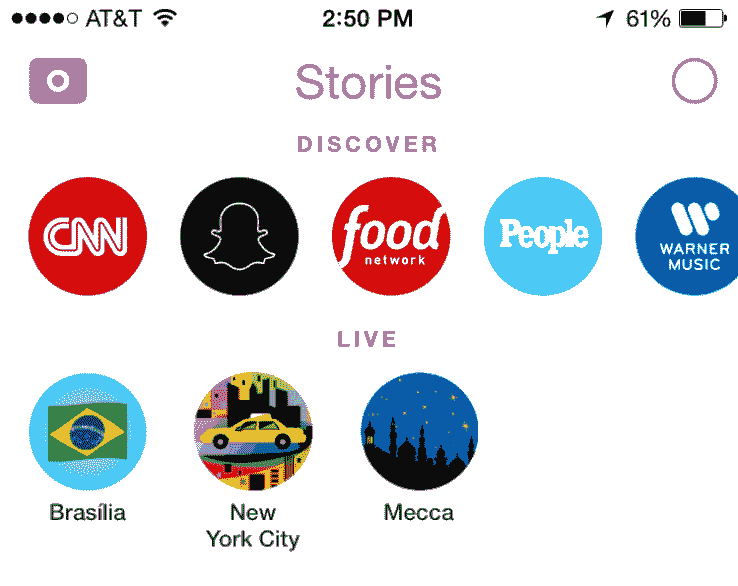 AT&T 2:50 PM 61%
Stories
DISCOVER
CNN
food
network
People
WARNER
MUSIC
LIVE
Brasília
New
York City
Mecca